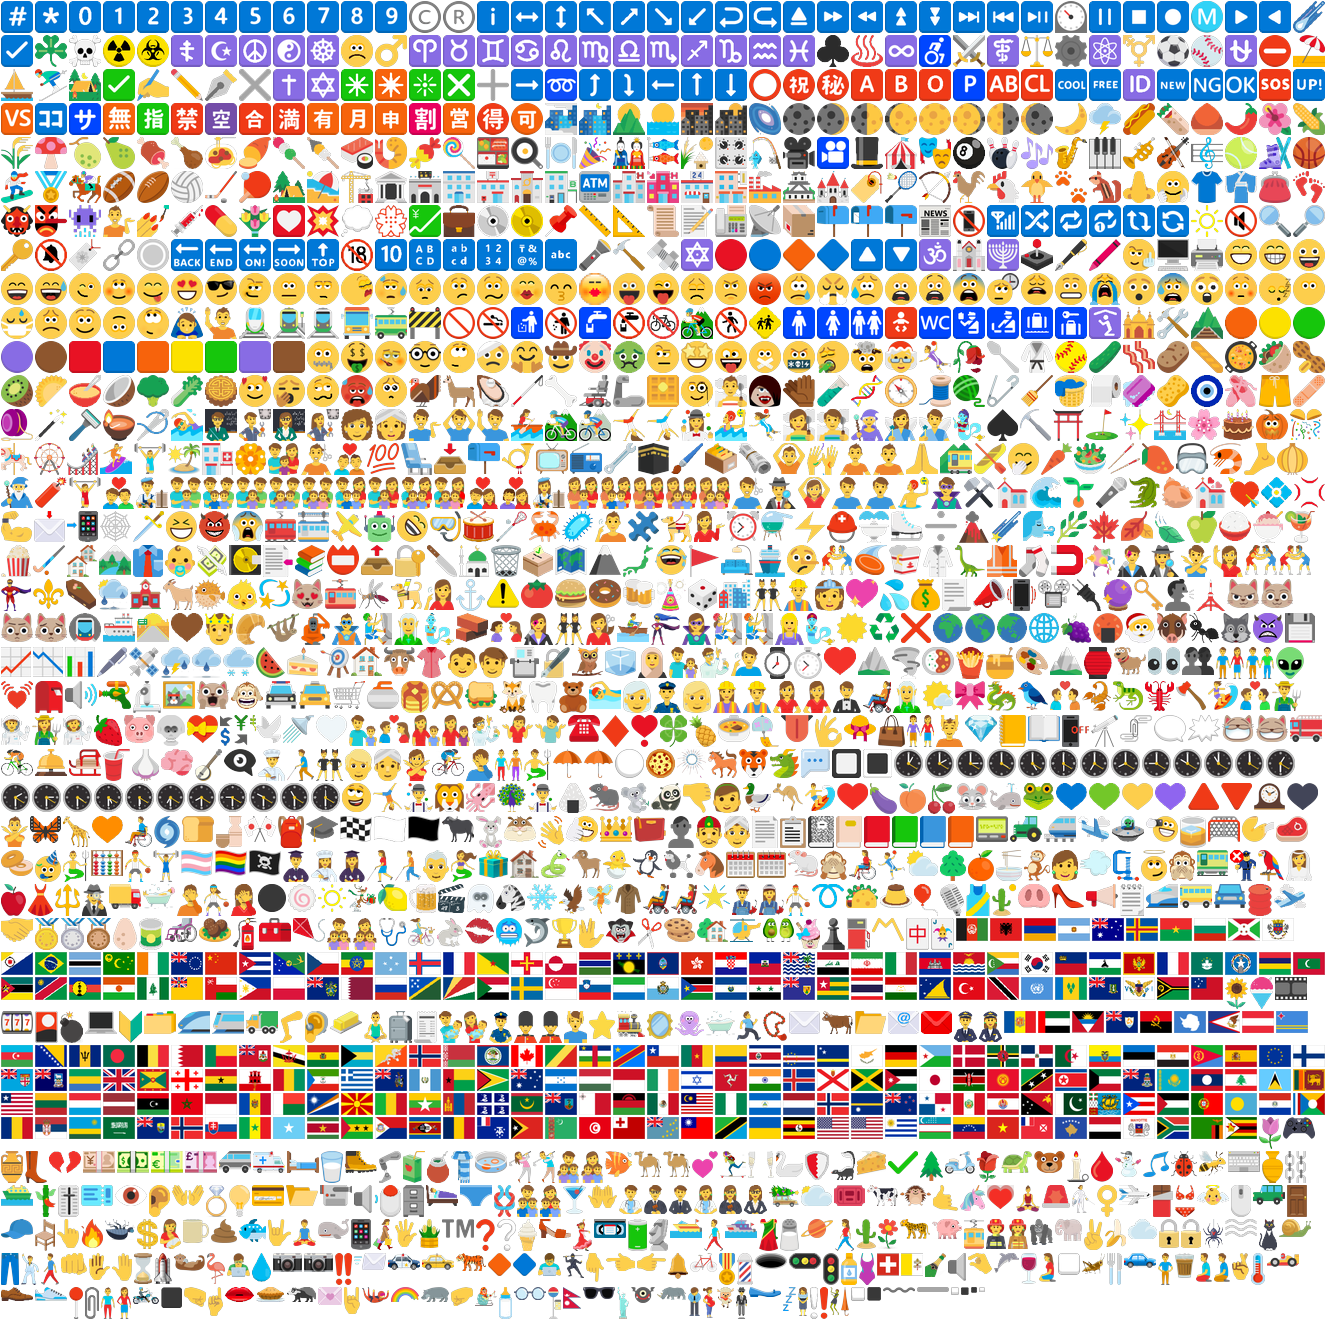 # * 0 1 2 3 4 5 6 7 8 9 © ® i M
祝 秘 A B O P AB CL COOL FREE ID NEW NG OK SOS UP!
VS ココ サ 無 指 禁 空 合 満 有 月 申 割 営 得 可
8
ATM 24
NEWS
BACK END ON! SOON TOP 18 10 ABCD abcd 1234 abc
WC
100
OFF
中
TM ? ?